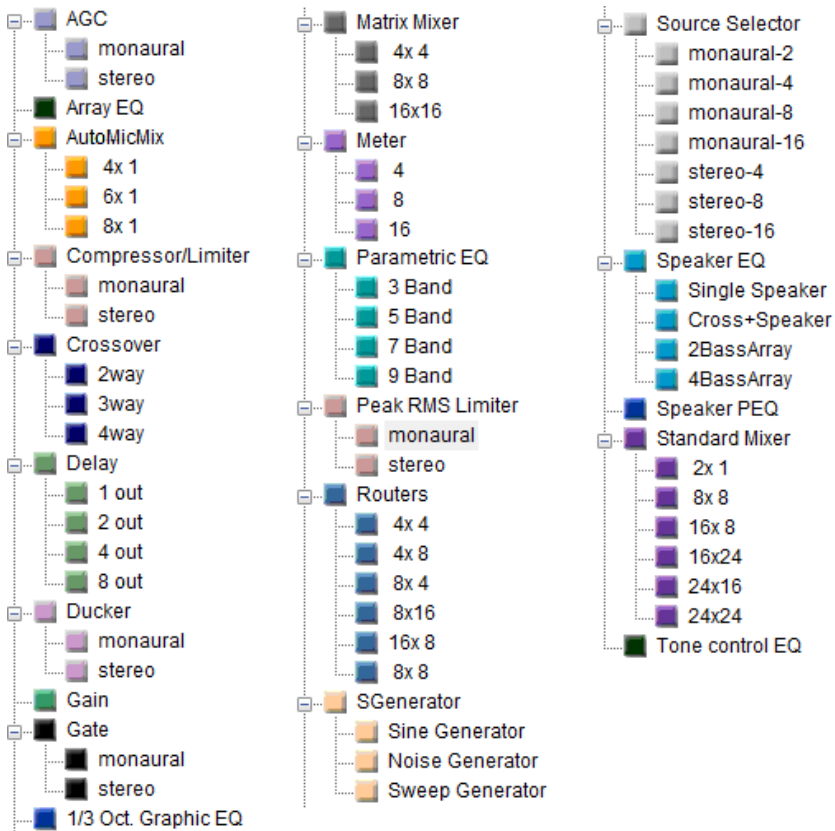 AGC
monaural
stereo
Array EQ
AutoMicMix
4x 1
6x 1
8x 1
Compressor/Limiter
monaural
stereo
Crossover
2way
3way
4way
Delay
1 out
2 out
4 out
8 out
Ducker
monaural
stereo
Gain
Gate
monaural
stereo
1/3 Oct. Graphic EQ
Matrix Mixer
4x 4
8x 8
16x16
Meter
4
8
16
Parametric EQ
3 Band
5 Band
7 Band
9 Band
Peak RMS Limiter
monaural
stereo
Routers
4x 4
4x 8
8x 4
8x16
16x 8
8x 8
SGenerator
Sine Generator
Noise Generator
Sweep Generator
Source Selector
monaural-2
monaural-4
monaural-8
monaural-16
stereo-4
stereo-8
stereo-16
Speaker EQ
Single Speaker
Cross+Speaker
2BassArray
4BassArray
Speaker PEQ
Standard Mixer
2x 1
8x 8
16x 8
16x24
24x16
24x24
Tone control EQ